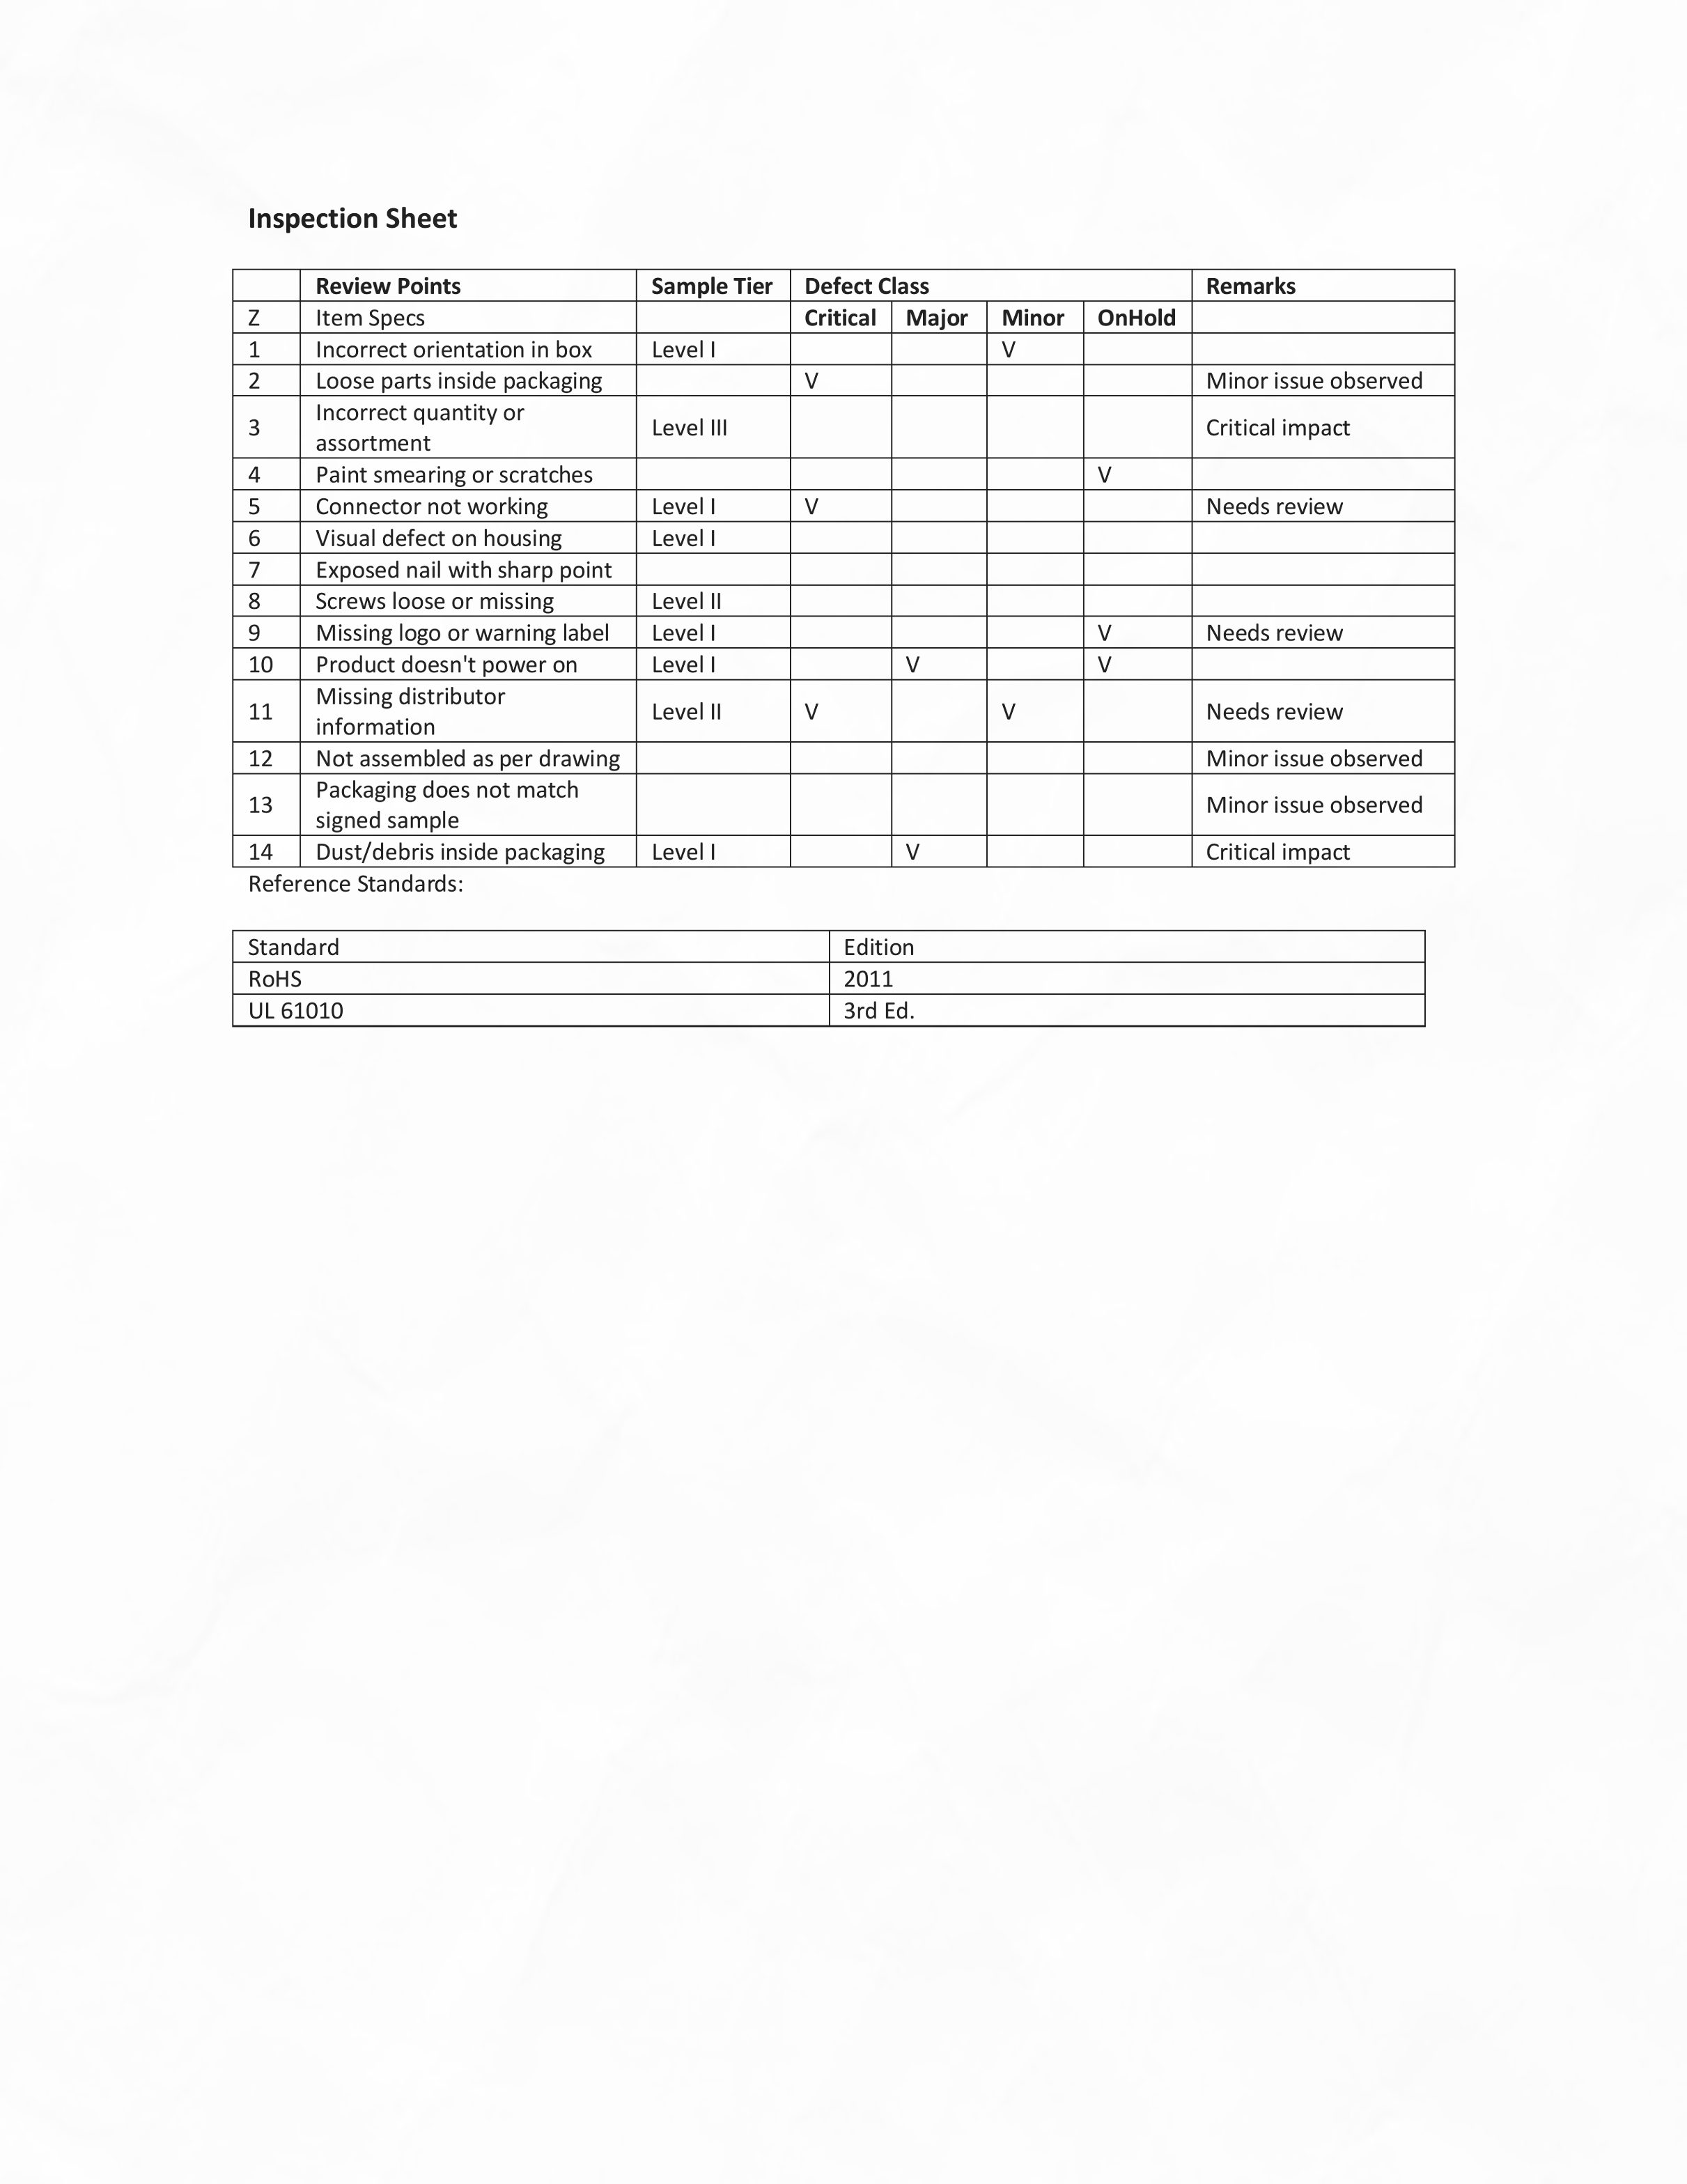 Inspection Sheet
Review Points Sample Tier Defect Class Remarks
Z Item Specs Critical Major Minor OnHold
1 Incorrect orientation in box Level I V
2 Loose parts inside packaging V Minor issue observed
3 Incorrect quantity or
assortment Level III Critical impact
4 Paint smearing or scratches V
5 Connector not working Level I V Needs review
6 Visual defect on housing Level I
7 Exposed nail with sharp point
8 Screws loose or missing Level II
9 Missing logo or warning label Level I V Needs review
10 Product doesn't power on Level I V V
11 Missing distributor
information Level II V V Needs review
12 Not assembled as per drawing Minor issue observed
13 Packaging does not match
signed sample Minor issue observed
14 Dust/debris inside packaging Level I V Critical impact
Reference Standards:
Standard Edition
RoHS 2011
UL 61010 3rd Ed.